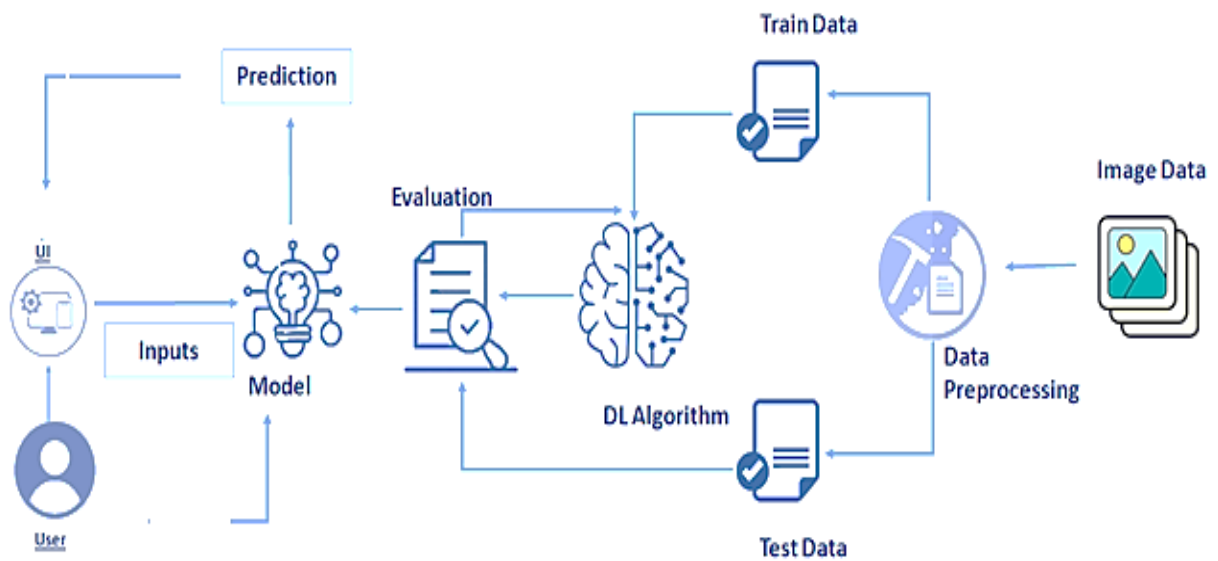 Train Data
Prediction
Image Data
Evaluation
UI
Inputs
Model
Data
Preprocessing
DL Algorithm
User
Test Data